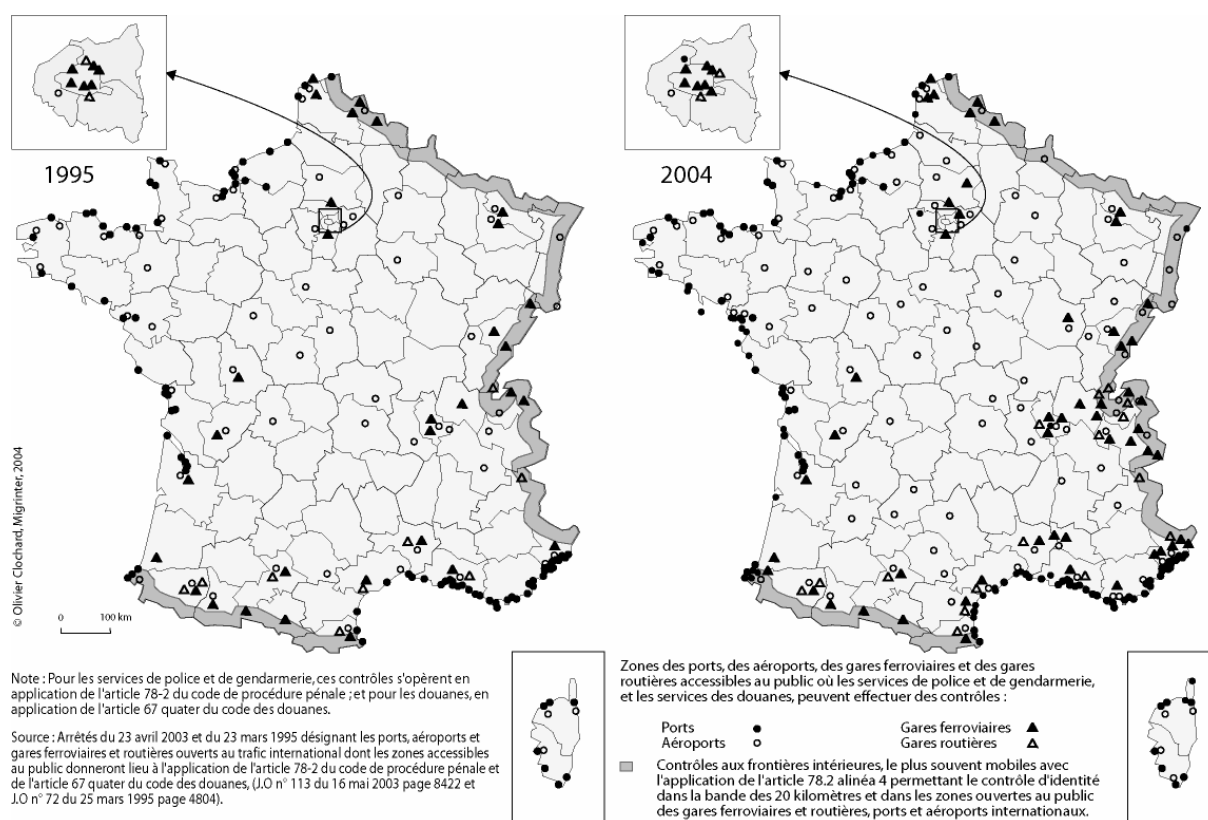 1995
2004
© Olivier Clochard, Migrinter, 2004
0 100 km
Note : Pour les services de police et de gendarmerie, ces contrôles s'opèrent en
application de l'article 78-2 du code de procédure pénale ; et pour les douanes, en
application de l'article 67 quater du code des douanes.
Source : Arrêtés du 23 avril 2003 et du 23 mars 1995 désignant les ports, aéroports et
gares ferroviaires et routières ouverts au trafic international dont les zones accessibles
au public donneront lieu à l'application de l'article 78-2 du code de procédure pénale et
de l'article 67 quater du code des douanes, (J.O n° 113 du 16 mai 2003 page 8422 et
J.O n° 72 du 25 mars 1995 page 4804).
Zones des ports, des aéroports, des gares ferroviaires et des gares
routières accessibles au public où les services de police et de gendarmerie,
et les services des douanes, peuvent effectuer des contrôles :
Ports
Aéroports
Gares ferroviaires
Gares routières
Contrôles aux frontières intérieures, le plus souvent mobiles avec
l'application de l'article 78.2 alinéa 4 permettant le contrôle d'identité
dans la bande des 20 kilomètres et dans les zones ouvertes au public
des gares ferroviaires et routières, ports et aéroports internationaux.